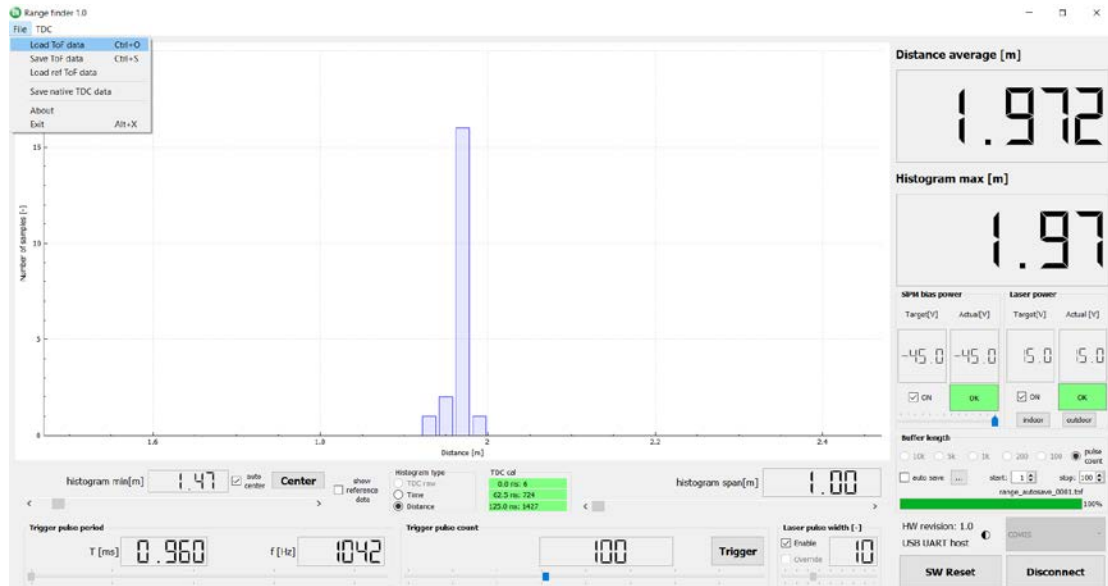 Range finder 1.0
File TDC
Load ToF data Ctrl+O
Save ToF data Ctrl+S
Load ref ToF data
Save native TDC data
About
Exit Alt+X
15
10
5
0
Number of samples [-]
1.6 1.8 2 2.2 2.4
Distance [m]
Distance average [m]
1.972
Histogram max [m]
1.97
SiPM bias power Laser power
Target[V] Actual[V] Target[V] Actual [V]
-45.0 -45.0 15.0 15.0
ON OK ON OK
indoor outdoor
Buffer length
10k 5k 1k 200 100 pulse count
auto save ... start: 1 stop: 100
range_autosave_0081.tof
100%
histogram min[m] 1.47 auto center Center show reference data
Histogram type
TDC raw
Time
Distance
TDC cal
0.0 ns: 6
62.5 ns: 724
125.0 ns: 1427
histogram span[m] 1.00
Trigger pulse period
T [ms] 0.960 f [Hz] 1042
Trigger pulse count
100 Trigger
Laser pulse width [-]
Enable
Override
10
HW revision: 1.0
USB UART host
SW Reset Disconnect